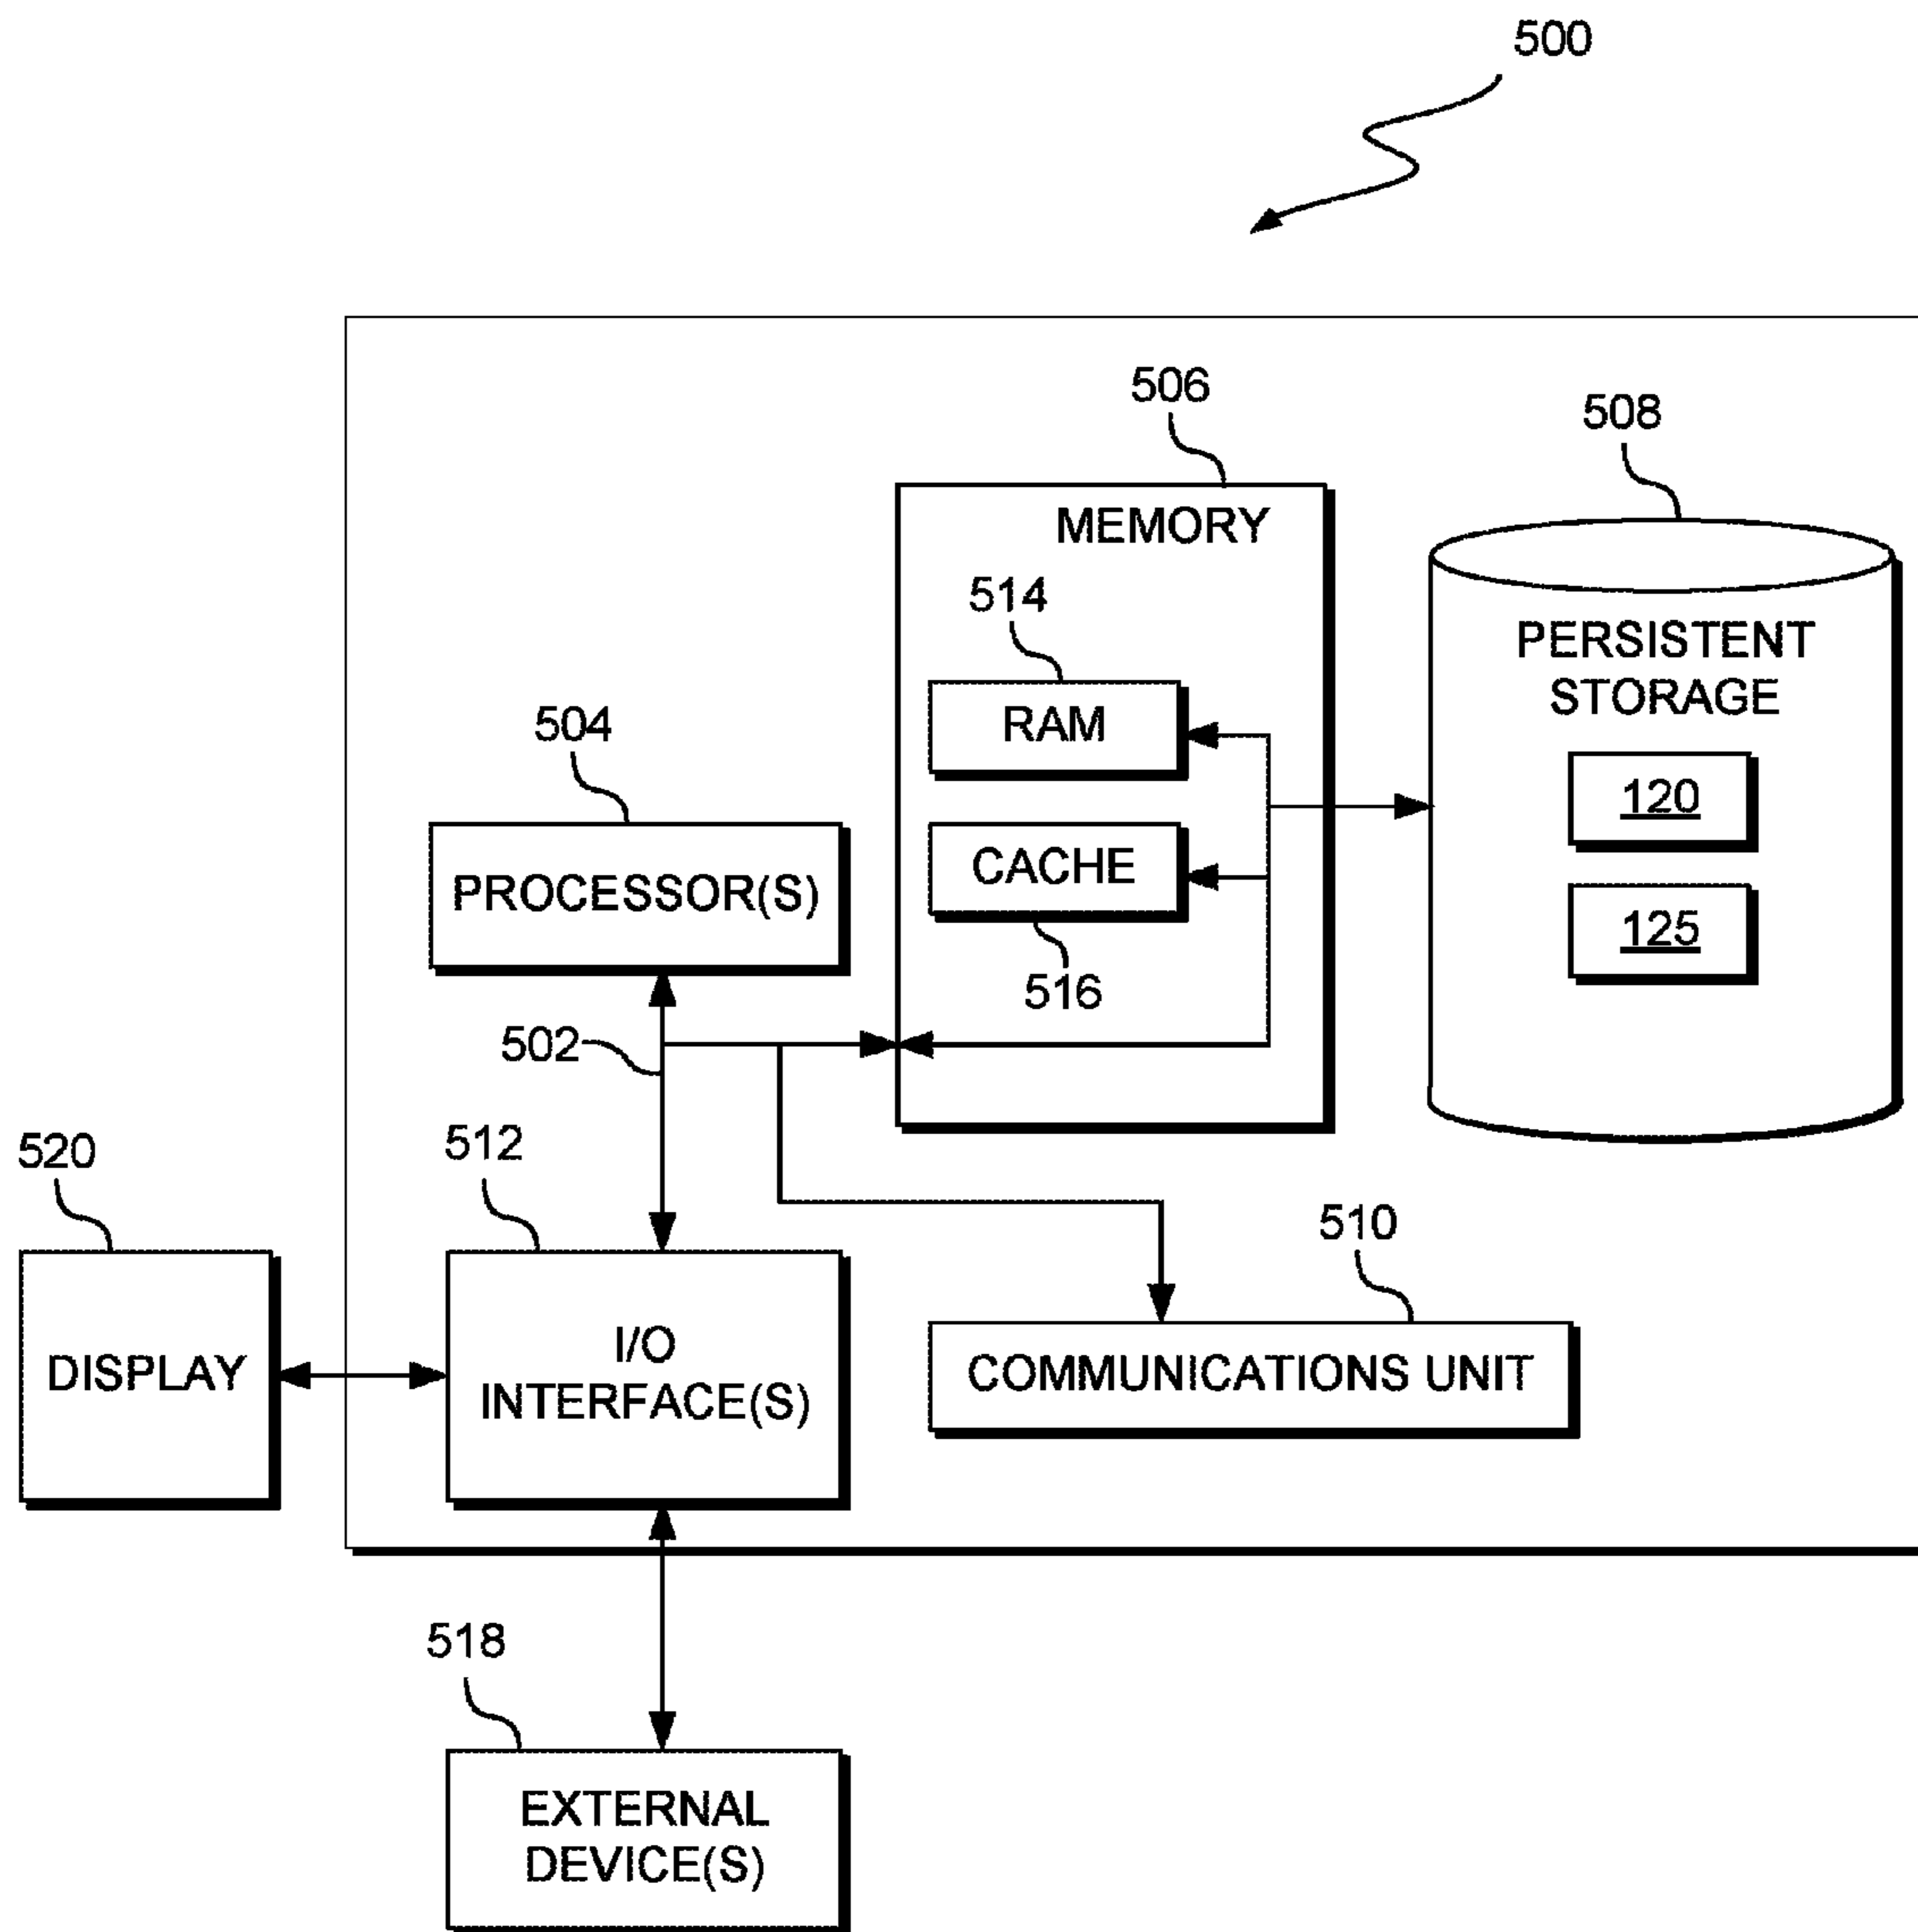 500
506
508
MEMORY
514
PERSISTENT
STORAGE
RAM
504
120
CACHE
PROCESSOR(S)
125
516
502
520
512
510
I/O
INTERFACE(S)
DISPLAY
COMMUNICATIONS UNIT
518
EXTERNAL
DEVICE(S)